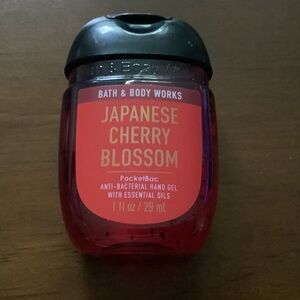 BATH & BODY WORKS
JAPANESE
CHERRY
BLOSSOM
PocketBac
ANTI-BACTERIAL HAND GEL
WITH ESSENTIAL OILS
1 fl oz / 29 mL